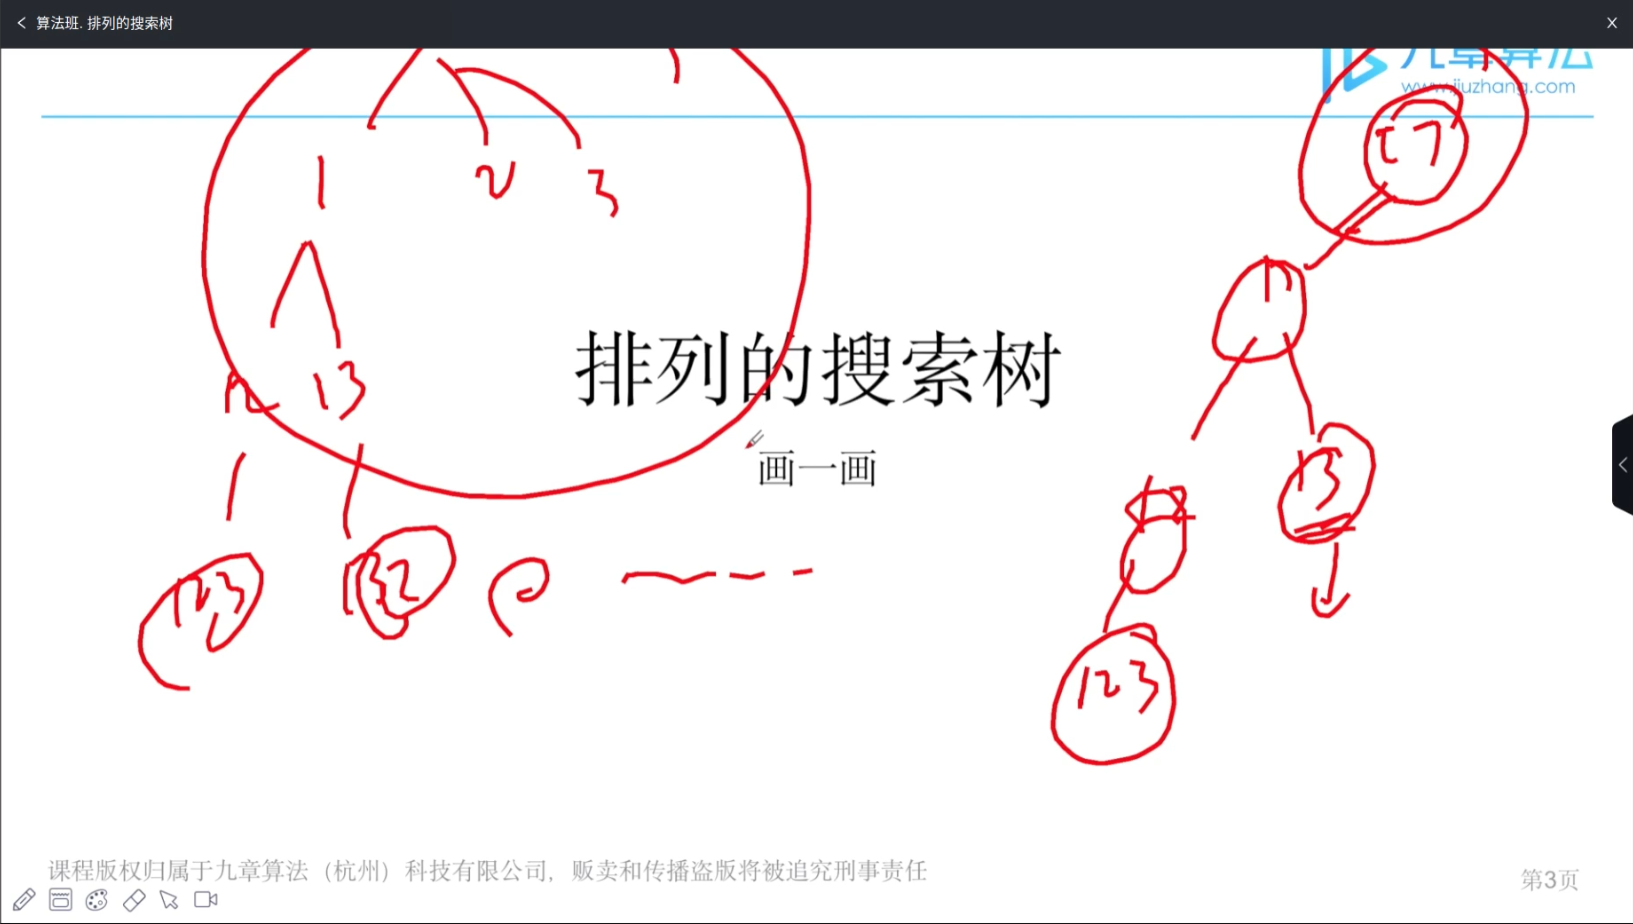 算法班. 排列的搜索树
九章算法
www.jiuzhang.com
[ ]
1 2 3
1
13
13
排列的搜索树
画一画
123
132
123
课程版权归属于九章算法（杭州）科技有限公司，贩卖和传播盗版将被追究刑事责任
第3页